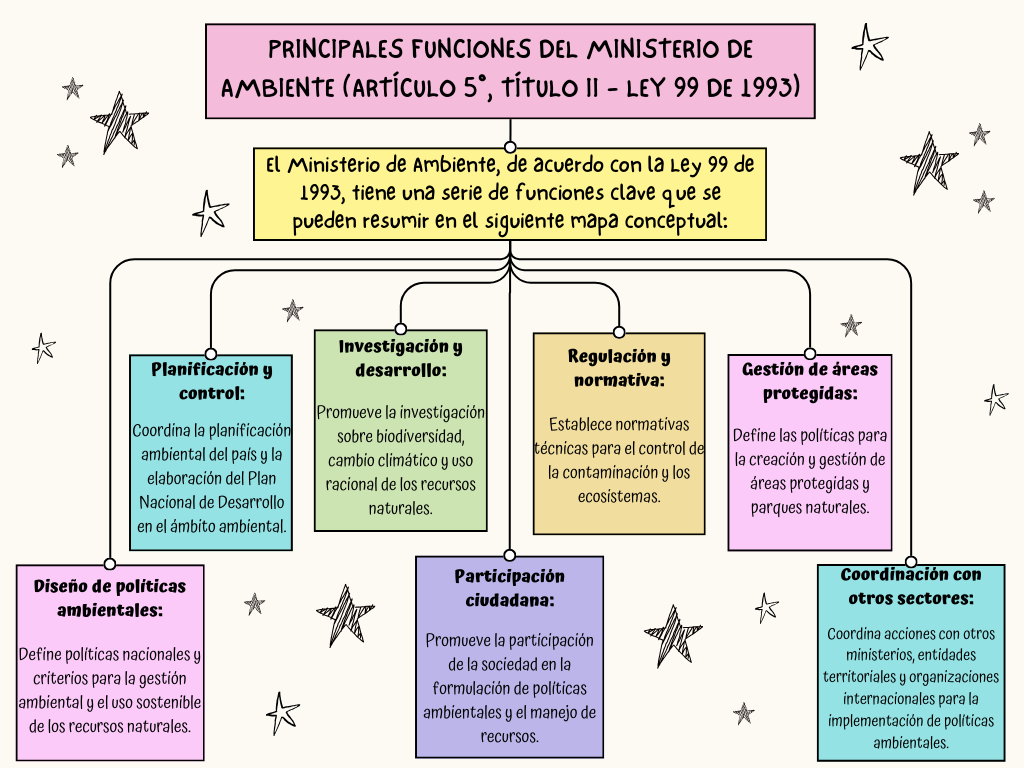 PRINCIPALES FUNCIONES DEL MINISTERIO DE
AMBIENTE (ARTÍCULO 5°, TÍTULO II - LEY 99 DE 1993)
El Ministerio de Ambiente, de acuerdo con la Ley 99 de
1993, tiene una serie de funciones clave que se
pueden resumir en el siguiente mapa conceptual:
Planificación y
control:
Coordina la planificación
ambiental del país y la
elaboración del Plan
Nacional de Desarrollo
en el ámbito ambiental.
Investigación y
desarrollo:
Promueve la investigación
sobre biodiversidad,
cambio climático y uso
racional de los recursos
naturales.
Regulación y
normativa:
Establece normativas
técnicas para el control de
la contaminación y los
ecosistemas.
Gestión de áreas
protegidas:
Define las políticas para
la creación y gestión de
áreas protegidas y
parques naturales.
Diseño de políticas
ambientales:
Define políticas nacionales y
criterios para la gestión
ambiental y el uso sostenible
de los recursos naturales.
Participación
ciudadana:
Promueve la participación
de la sociedad en la
formulación de políticas
ambientales y el manejo de
recursos.
Coordinación con
otros sectores:
Coordina acciones con otros
ministerios, entidades
territoriales y organizaciones
internacionales para la
implementación de políticas
ambientales.